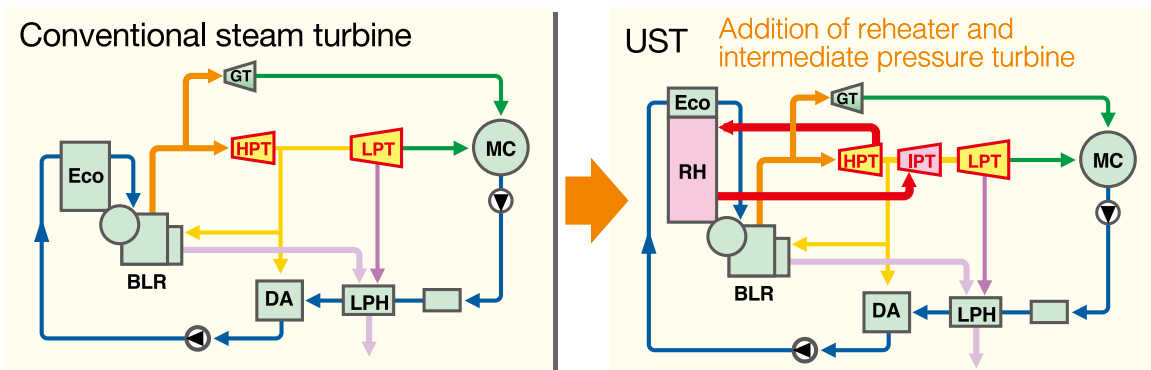 Conventional steam turbine
GT
HPT
LPT
MC
Eco
BLR
DA
LPH
UST
Addition of reheater and
intermediate pressure turbine
Eco
GT
RH
HPT
IPT
LPT
MC
BLR
DA
LPH